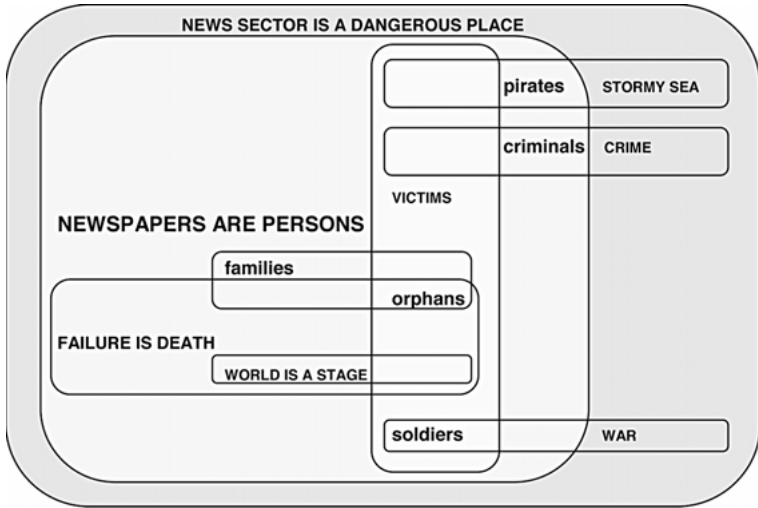 NEWS SECTOR IS A DANGEROUS PLACE
pirates STORMY SEA
criminals CRIME
VICTIMS
NEWSPAPERS ARE PERSONS
families
orphans
FAILURE IS DEATH
WORLD IS A STAGE
soldiers WAR